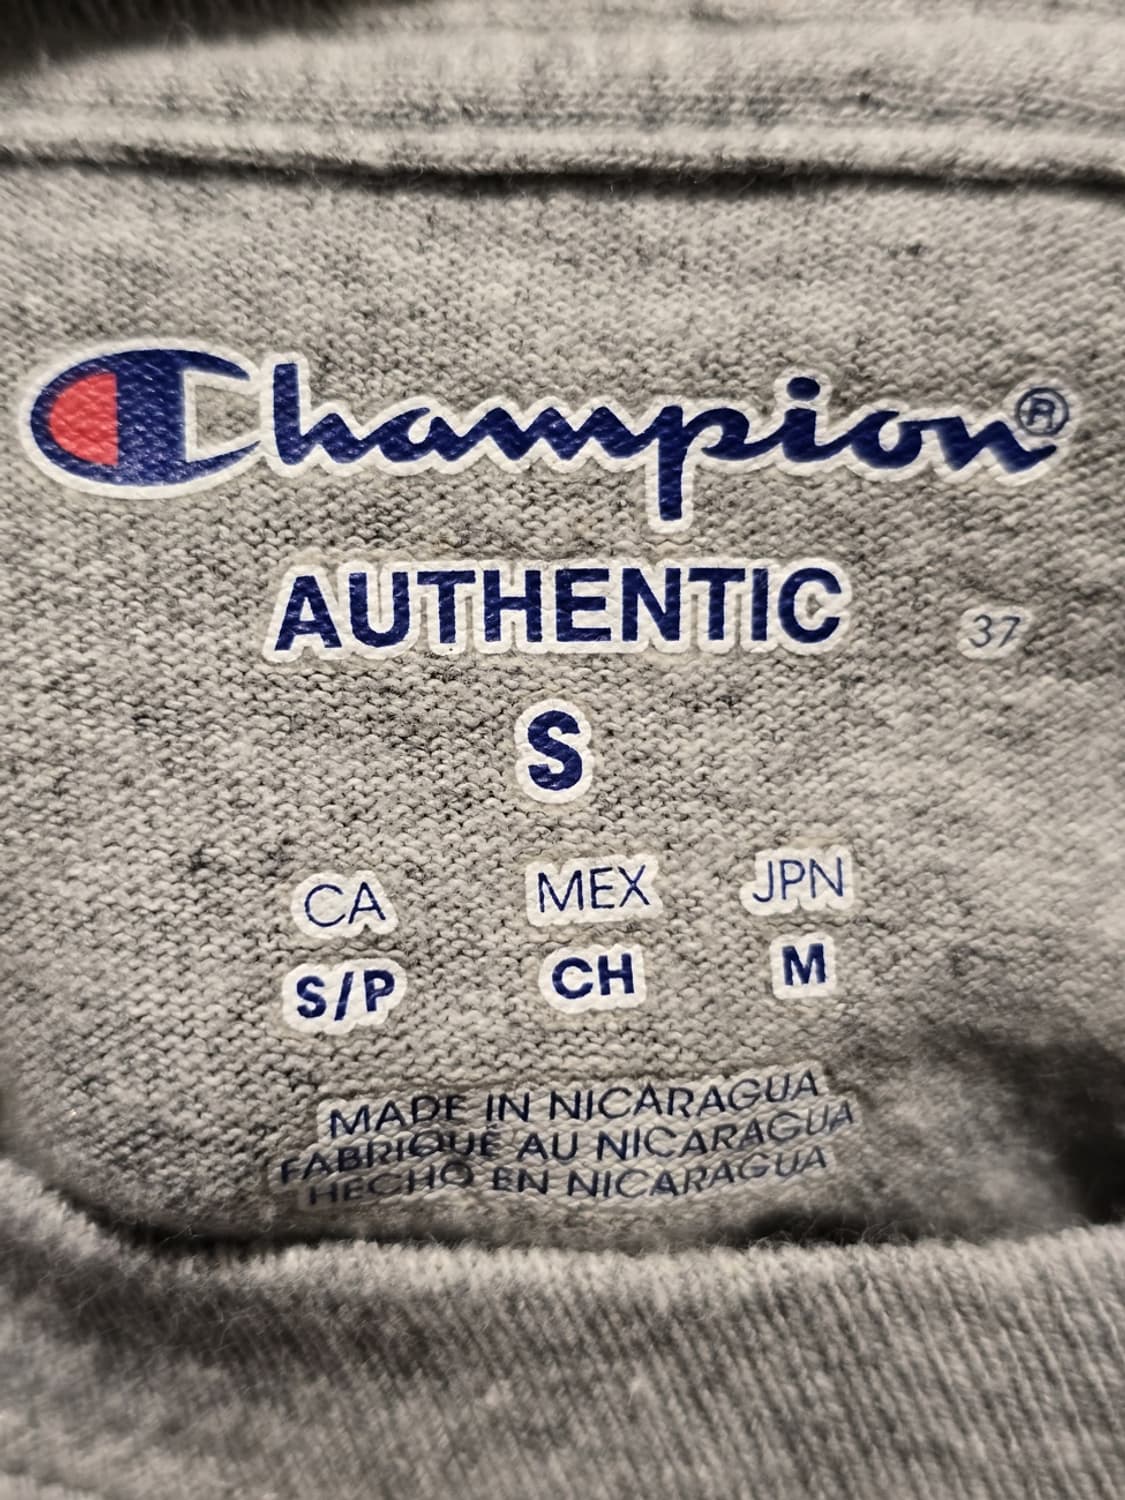 Champion®
AUTHENTIC 37
S
CA MEX JPN
S/P CH M
MADE IN NICARAGUA
FABRIQUÉ AU NICARAGUA
HECHO EN NICARAGUA